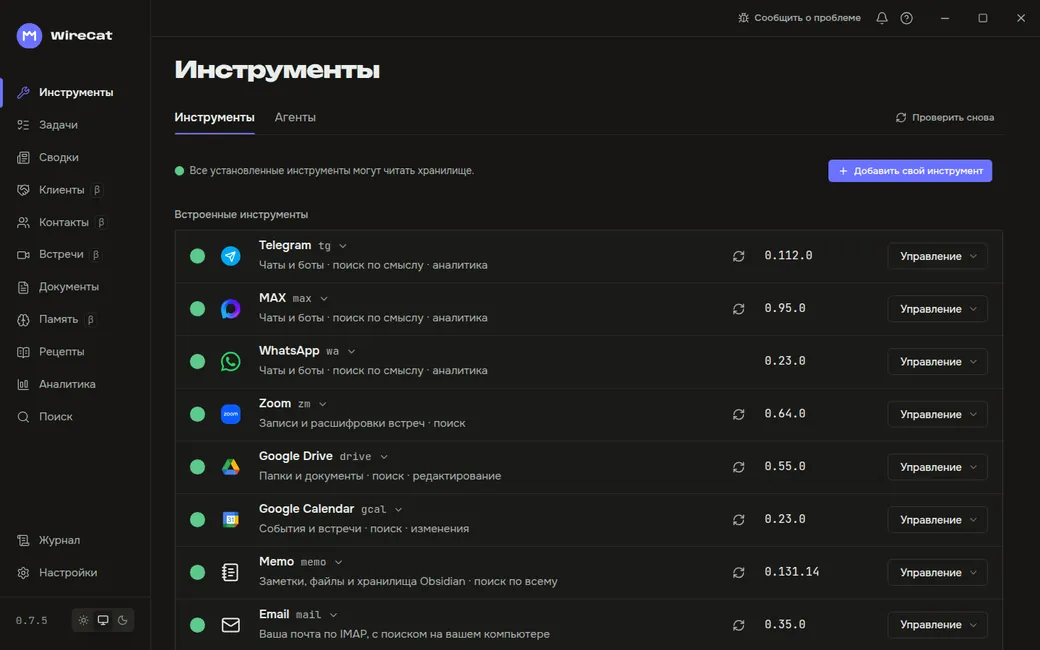 Сообщить о проблеме
WireCat
Инструменты
Задачи
Сводки
Клиенты β
Контакты β
Встречи β
Документы
Память β
Рецепты
Аналитика
Поиск
Журнал
Настройки
0.7.5
Инструменты
Инструменты Агенты
Проверить снова
Все установленные инструменты могут читать хранилище.
+ Добавить свой инструмент
Встроенные инструменты
Telegram tg
Чаты и боты · поиск по смыслу · аналитика
0.112.0
Управление
MAX max
Чаты и боты · поиск по смыслу · аналитика
0.95.0
Управление
WhatsApp wa
Чаты и боты · поиск по смыслу · аналитика
0.23.0
Управление
zoom
Zoom zm
Записи и расшифровки встреч · поиск
0.64.0
Управление
Google Drive drive
Папки и документы · поиск · редактирование
0.55.0
Управление
31
Google Calendar gcal
События и встречи · поиск · изменения
0.23.0
Управление
Memo memo
Заметки, файлы и хранилища Obsidian · поиск по всему
0.131.14
Управление
Email mail
Ваша почта по IMAP, с поиском на вашем компьютере
0.35.0
Управление